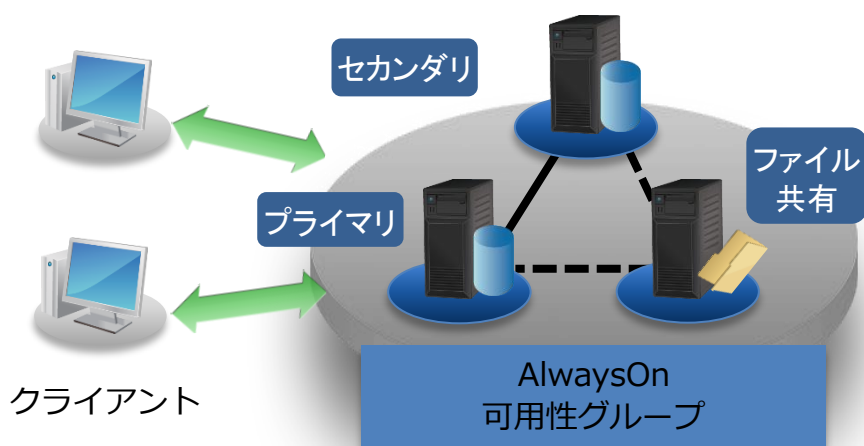 セカンダリ
ファイル
共有
プライマリ
クライアント
AlwaysOn
可用性グループ